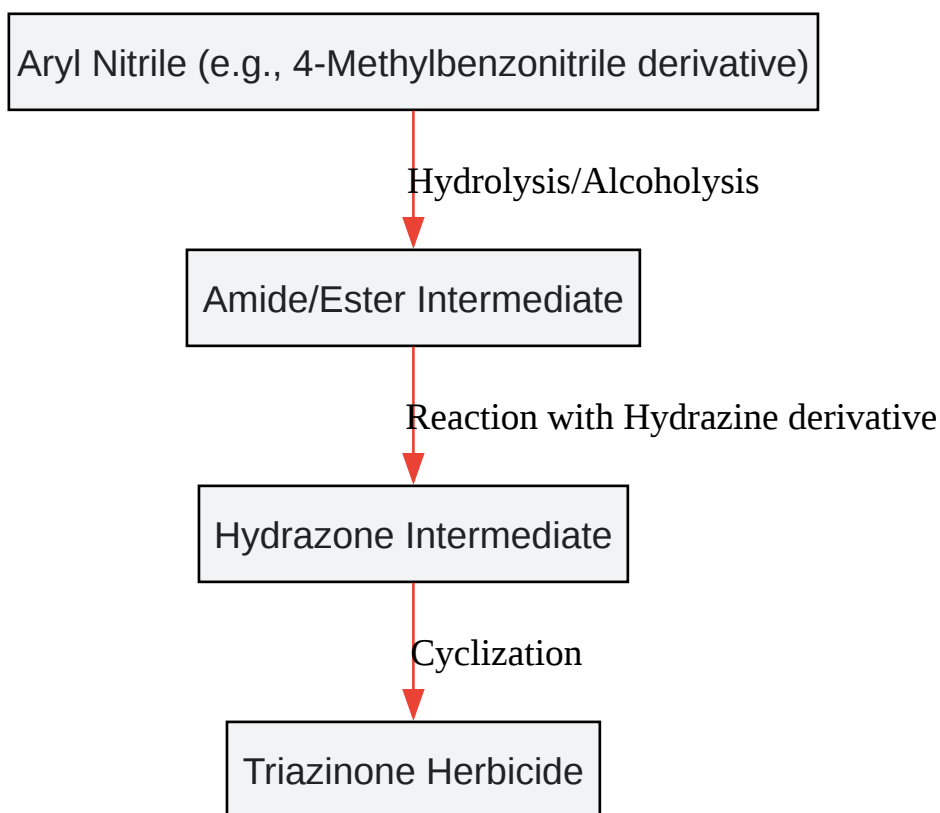 Aryl Nitrile (e.g., 4-Methylbenzonitrile derivative)
Hydrolysis/Alcoholysis
Amide/Ester Intermediate
Reaction with Hydrazine derivative
Hydrazone Intermediate
Cyclization
Triazinone Herbicide